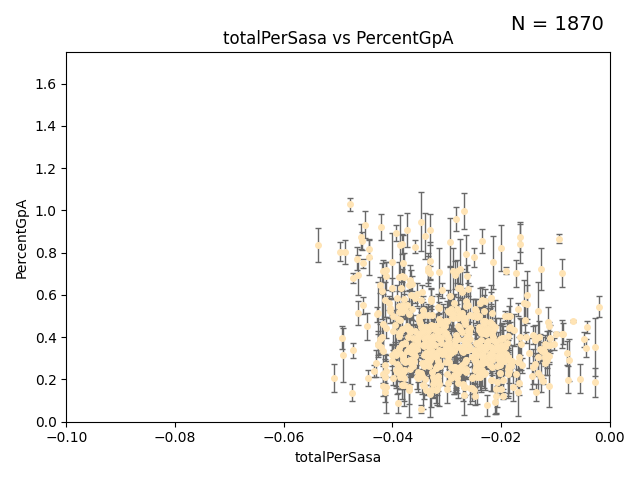 N = 1870
totalPerSasa vs PercentGpA
PercentGpA
1.6
1.4
1.2
1.0
0.8
0.6
0.4
0.2
0.0
−0.10 −0.08 −0.06 −0.04 −0.02 0.00
totalPerSasa